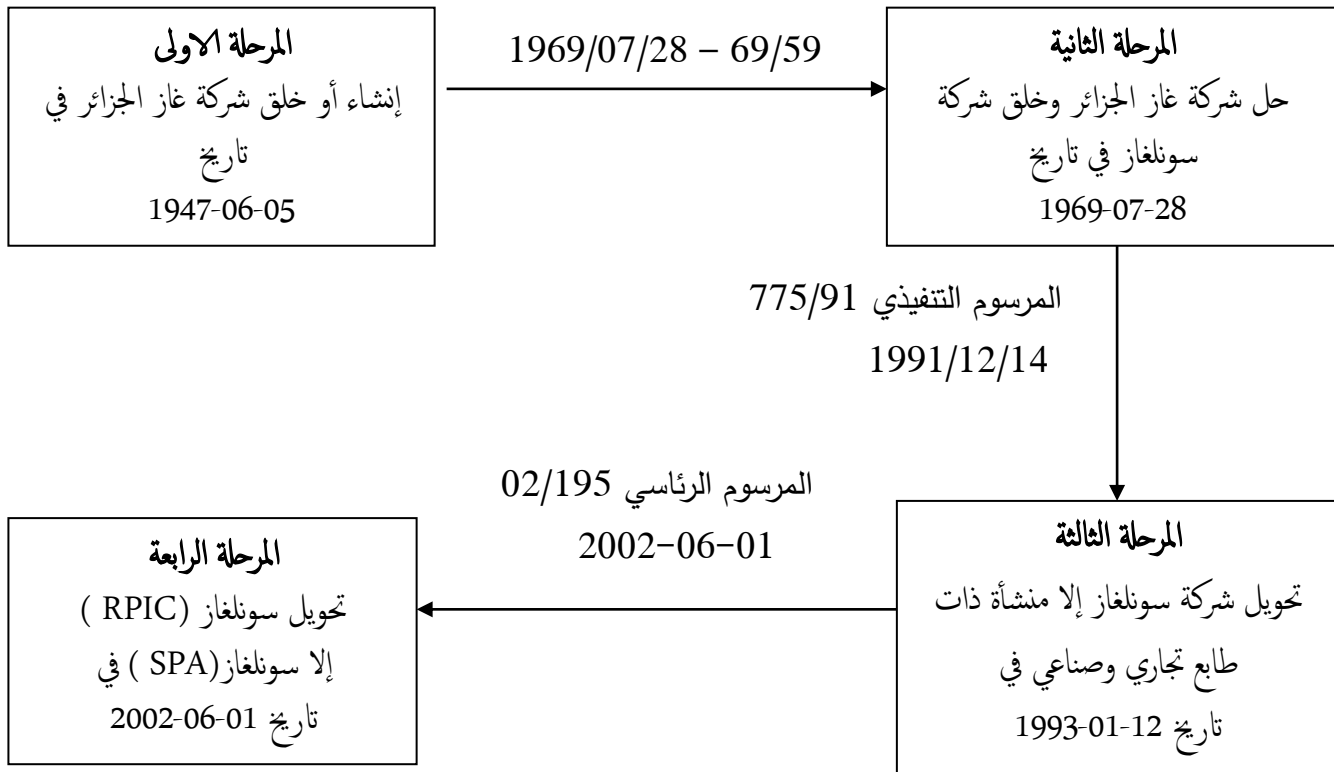 المرحلة الاولى
إنشاء أو خلق شركة غاز الجزائر في
تاريخ
1947-06-05
1969/07/28 – 69/59
المرحلة الثانية
حل شركة غاز الجزائر وخلق شركة
سونلغاز في تاريخ
1969-07-28
المرسوم التنفيذي 775/91
1991/12/14
المرحلة الثالثة
تحويل شركة سونلغاز إلا منشأة ذات
طابع تجاري وصناعي في
تاريخ 12-01-1993
المرسوم الرئاسي 02/195
2002-06-01
المرحلة الرابعة
تحويل سونلغاز (RPIC )
إلا سونلغاز(SPA ) في
تاريخ 01-06-2002